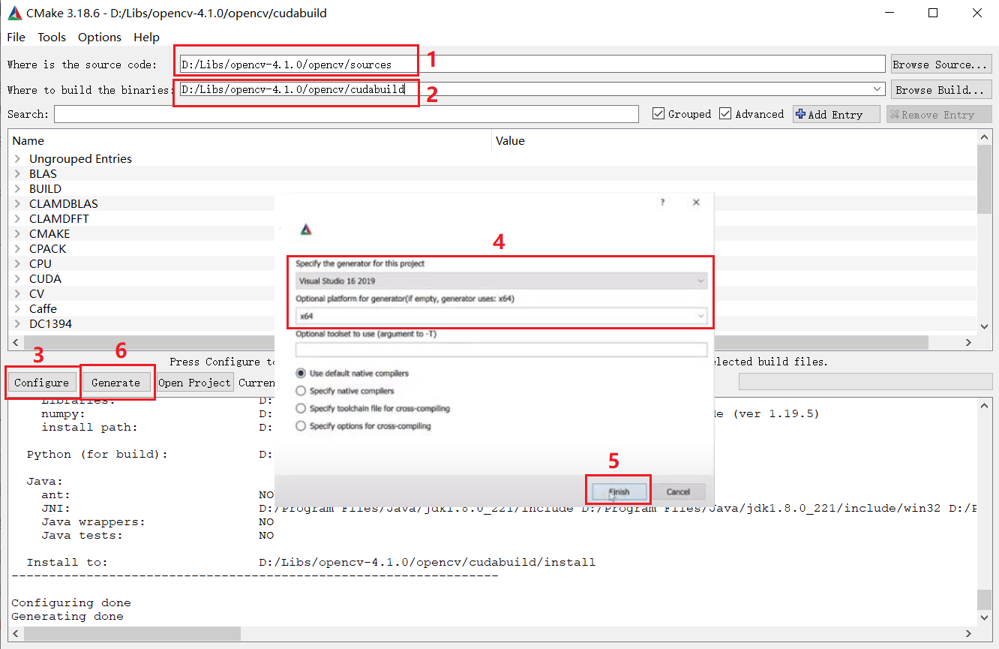 CMake 3.18.6 - D:/Libs/opencv-4.1.0/opencv/cudabuild
File Tools Options Help
Where is the source code: D:/Libs/opencv-4.1.0/opencv/sources 1 Browse Source...
Where to build the binaries: D:/Libs/opencv-4.1.0/opencv/cudabuild 2 Browse Build...
Search: Grouped Advanced Add Entry Remove Entry
Name Value
Ungrouped Entries
BLAS
BUILD
CLAMDBLAS
CLAMDFFT
CMAKE
CPACK
CPU
CUDA
CV
Caffe
DC1394
? ×
4
Specify the generator for this project
Visual Studio 16 2019
Optional platform for generator(if empty, generator uses: x64)
x64
Optional toolset to use (argument to -T)
Use default native compilers
Specify native compilers
Specify toolchain file for cross-compiling
Specify options for cross-compiling
5
Finish Cancel
3 6
Press Configure to
elected build files.
Configure Generate Open Project Curren
Libraries: D:
numpy: D: le (ver 1.19.5)
install path: D:
Python (for build): D:
Java:
ant: NO
JNI: D:/Program Files/Java/jdk1.8.0_221/include D:/Program Files/Java/jdk1.8.0_221/include/win32 D:/P
Java wrappers: NO
Java tests: NO
Install to: D:/Libs/opencv-4.1.0/opencv/cudabuild/install
-----------------------------------------------------------------
Configuring done
Generating done